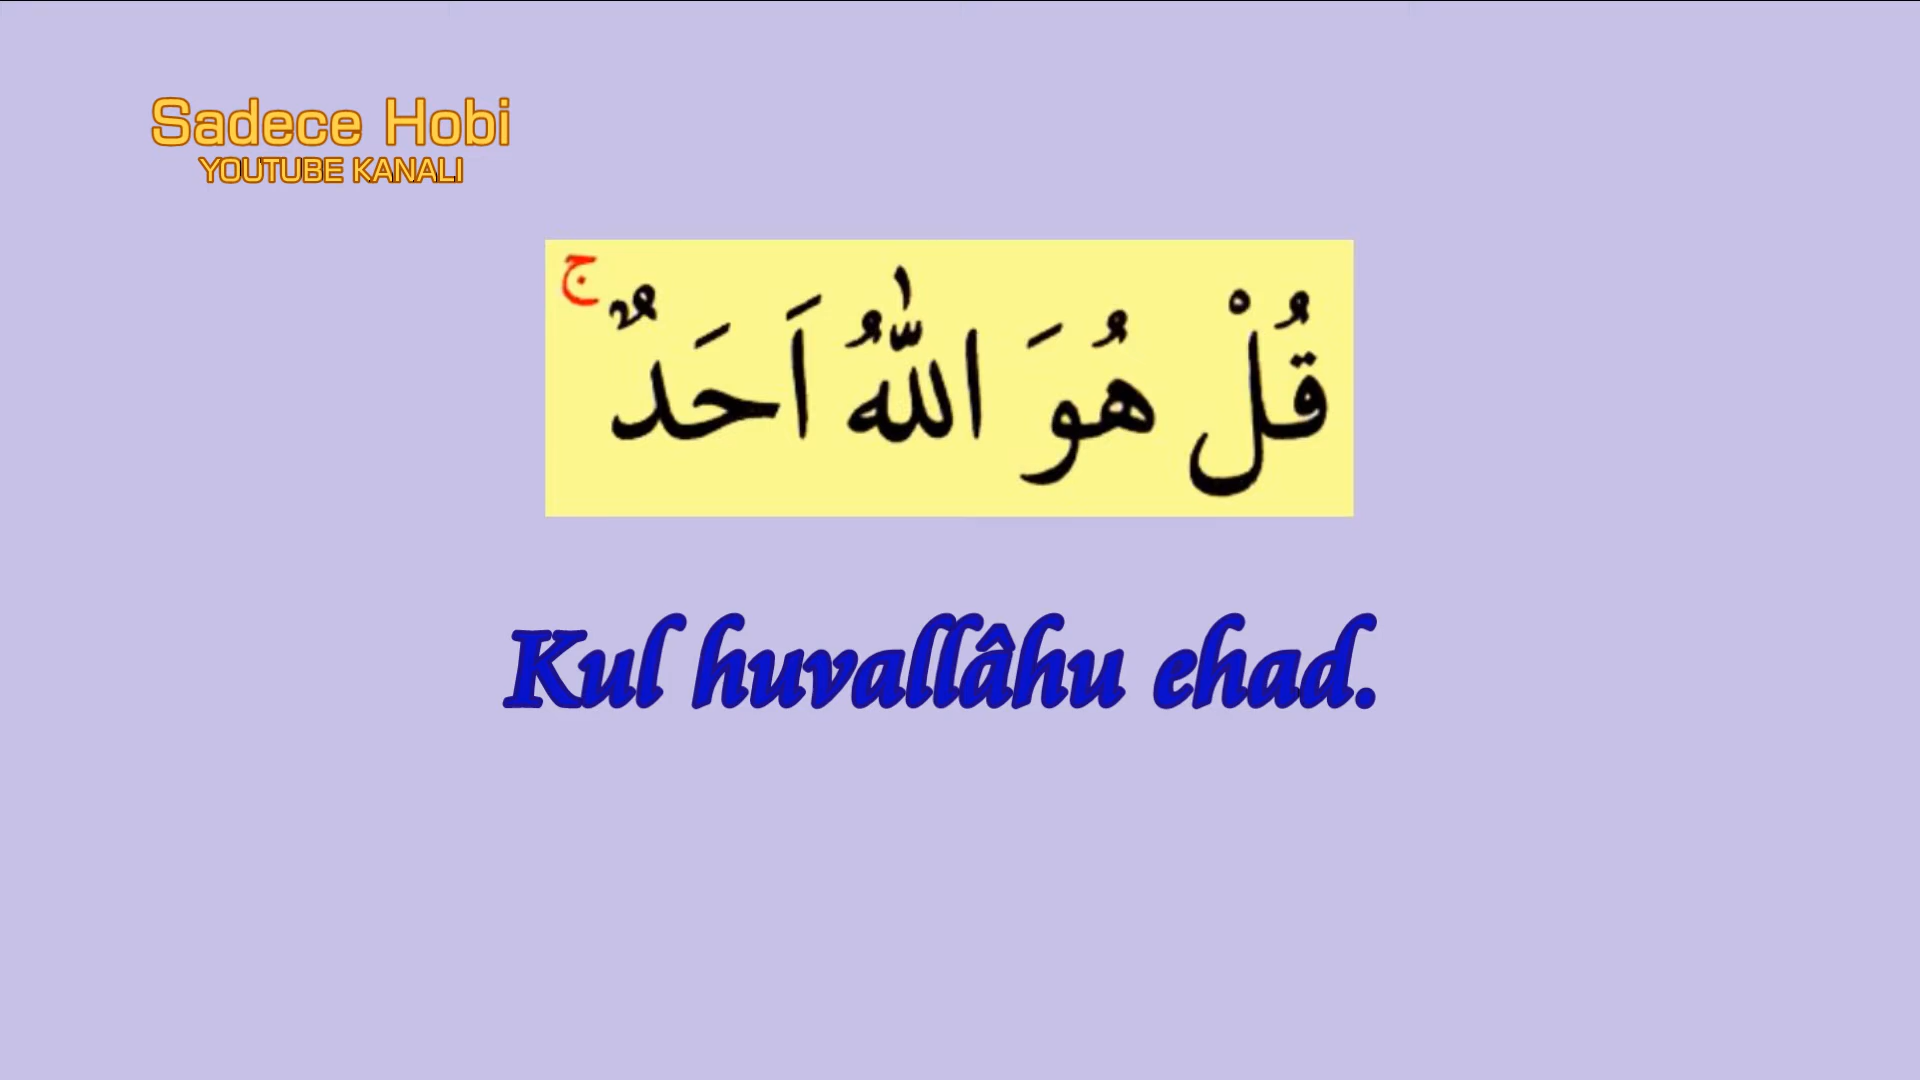 Sadece Hobi
YOUTUBE KANALI
قُلْ هُوَ اللّٰهُ اَحَدٌ ۚ
Kul huvallâhu ehad.